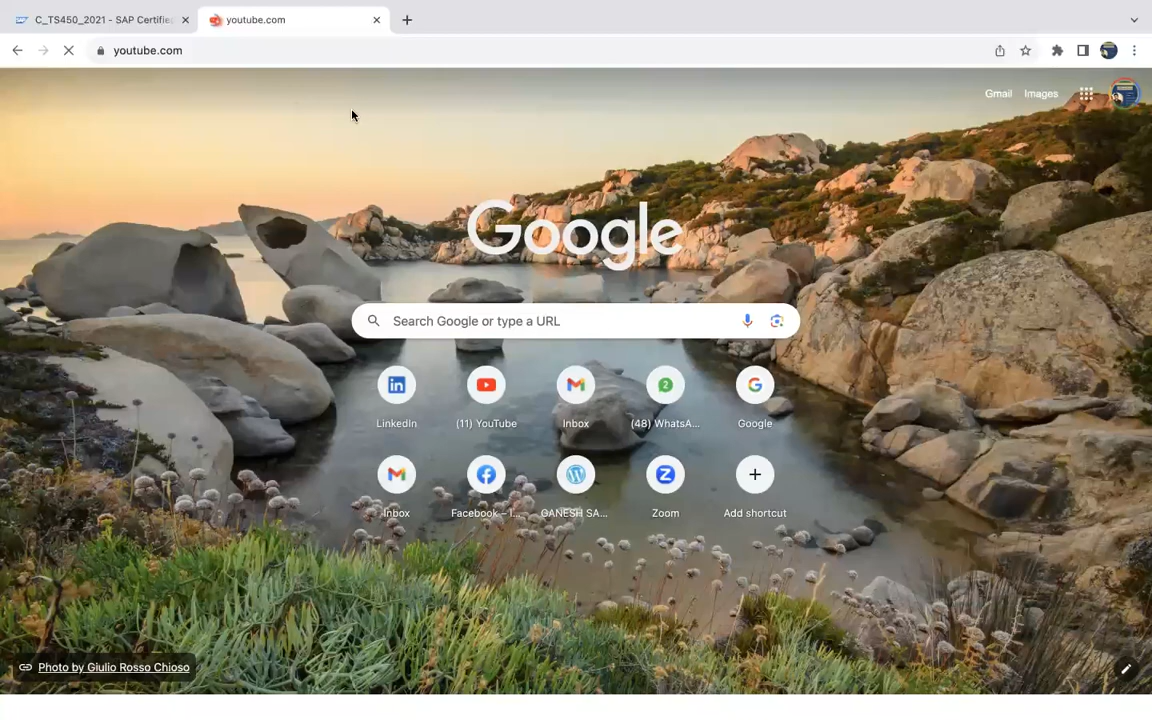 C_TS450_2021 - SAP Certifie
youtube.com
youtube.com
Gmail
Images
Google
Search Google or type a URL
LinkedIn
(11) YouTube
Inbox
(48) WhatsA...
Google
Inbox
Facebook – l...
GANESH SA...
Zoom
Add shortcut
Photo by Giulio Rosso Chioso